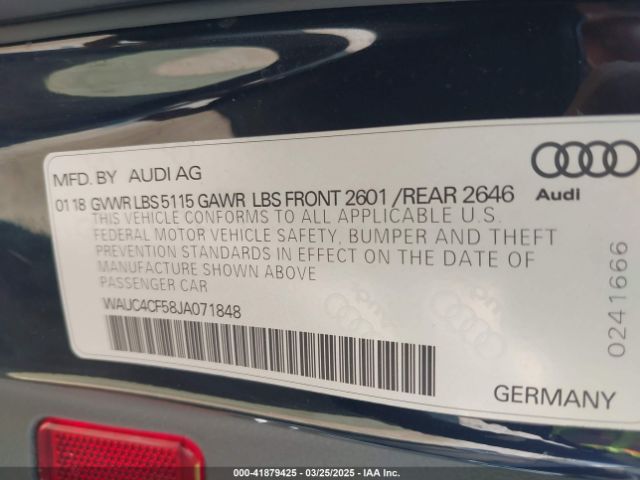 MFD. BY AUDI AG
Audi
01 18 GVWR LBS 5115 GAWR LBS FRONT 2601 /REAR 2646
THIS VEHICLE CONFORMS TO ALL APPLICABLE U.S.
FEDERAL MOTOR VEHICLE SAFETY, BUMPER AND THEFT
PREVENTION STANDARDS IN EFFECT ON THE DATE OF
MANUFACTURE SHOWN ABOVE
PASSENGER CAR
WAUC4CF58JA071848
0241666
GERMANY
000-41879425 - 03/25/2025 - IAA Inc.